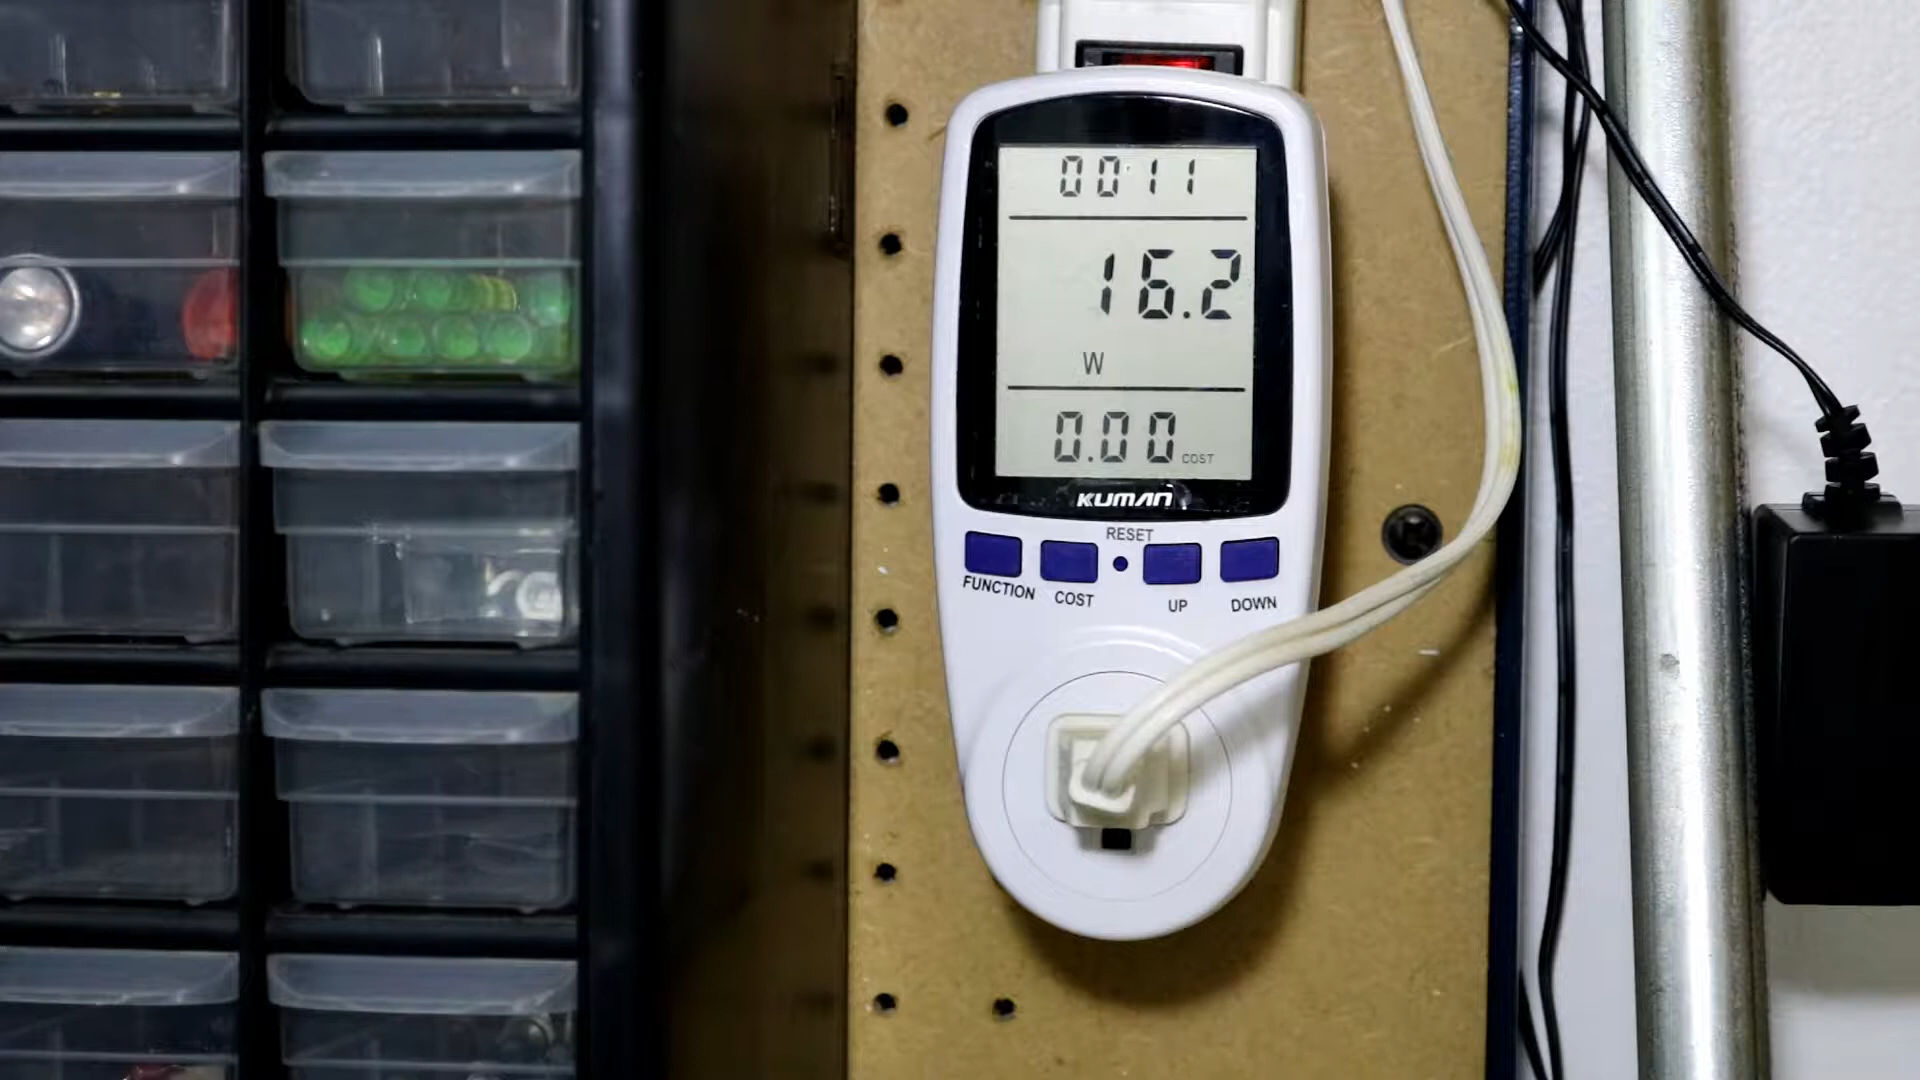 0011
16.2
W
0.00 COST
KUMAN
RESET
FUNCTION COST UP DOWN